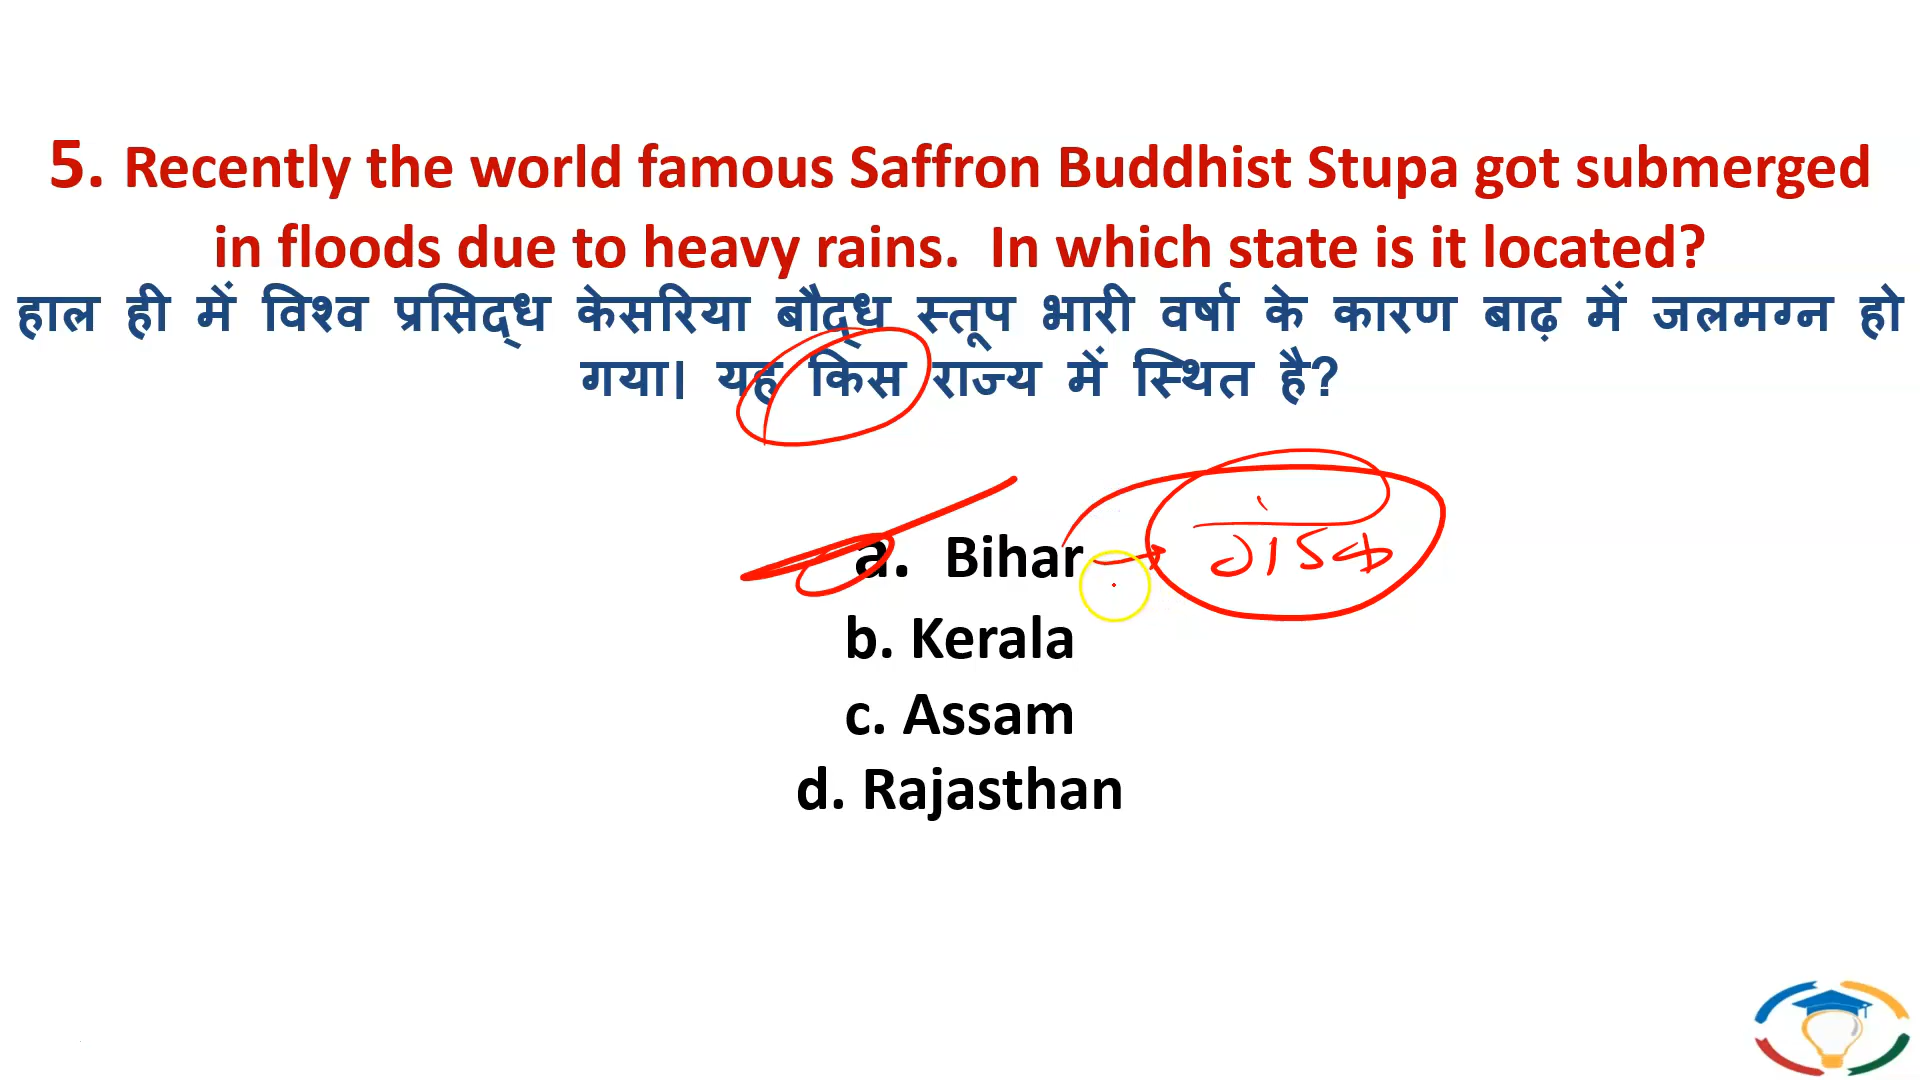 5. Recently the world famous Saffron Buddhist Stupa got submerged
in floods due to heavy rains. In which state is it located?
हाल ही में विश्व प्रसिद्ध केसरिया बौद्ध स्तूप भारी वर्षा के कारण बाढ़ में जलमग्न हो
गया। यह किस राज्य में स्थित है?
a. Bihar
b. Kerala
c. Assam
d. Rajasthan